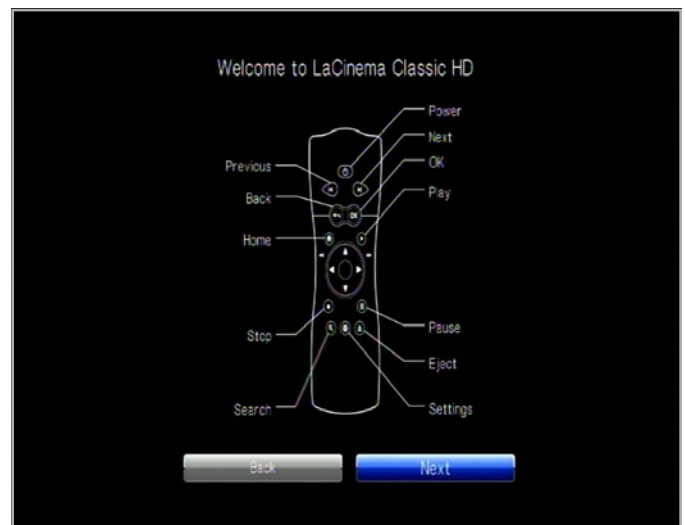 Welcome to LaCinema Classic HD
Power
Next
Previous
OK
Back
Play
Home
Stop
Pause
Eject
Search
Settings
Back
Next